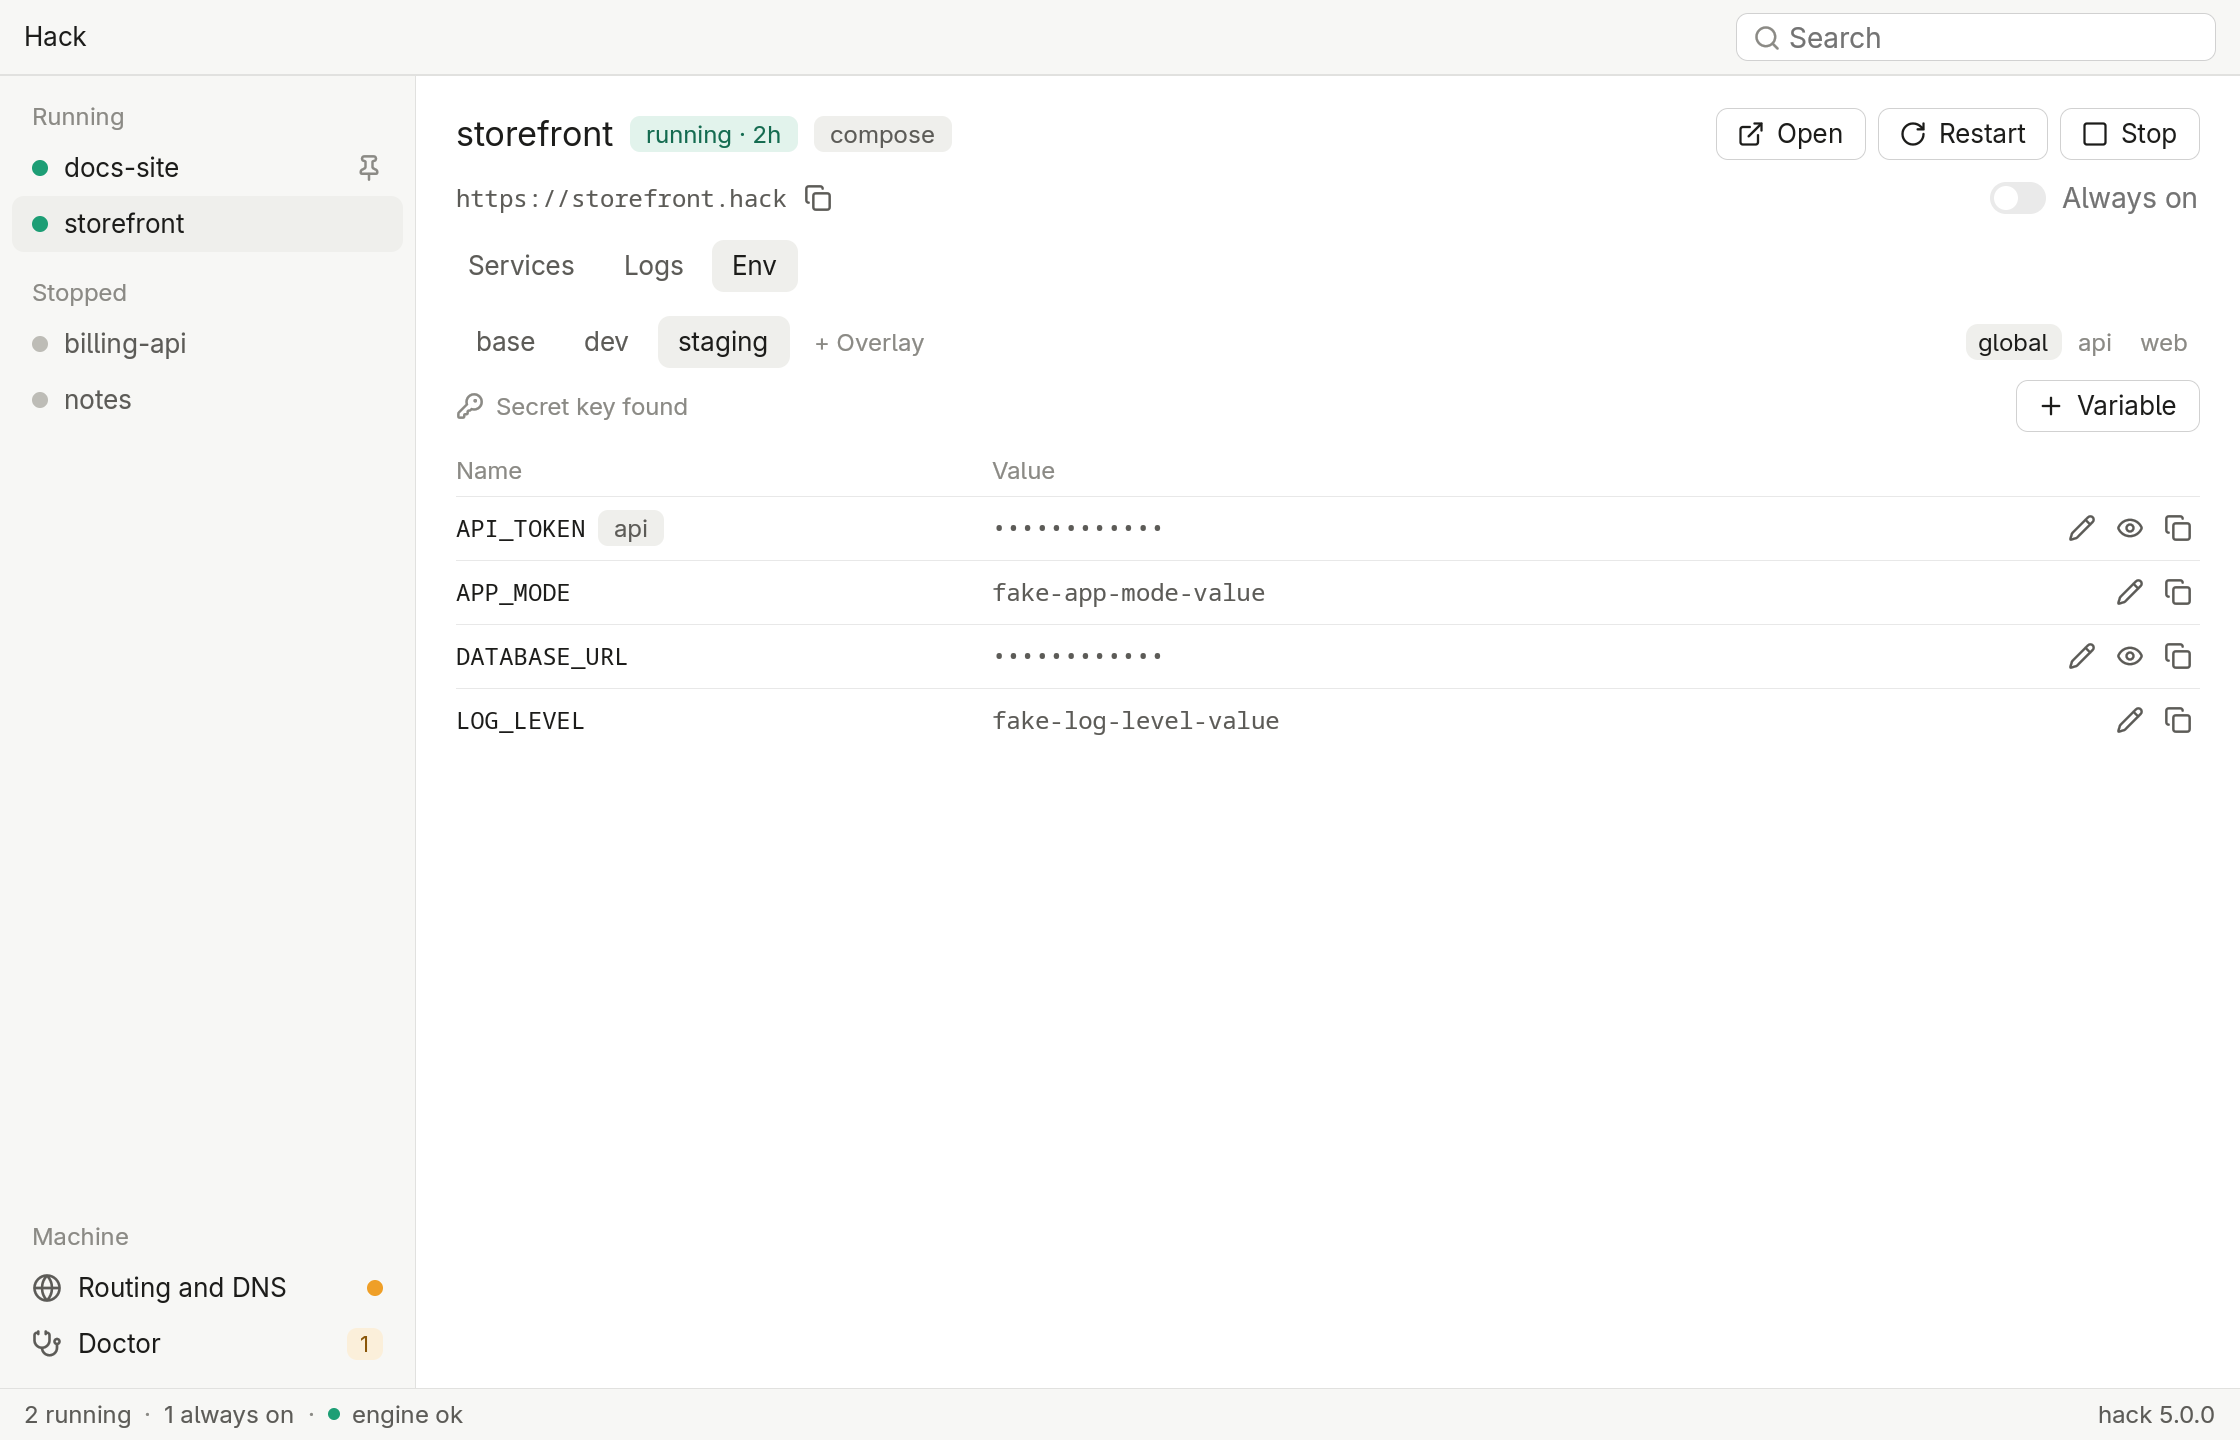 Hack
Search
Running
docs-site
storefront
Stopped
billing-api
notes
Machine
Routing and DNS
Doctor 1
storefront running · 2h compose
Open Restart Stop
https://storefront.hack
Always on
Services Logs Env
base dev staging + Overlay
global api web
Secret key found
Variable
Name Value
API_TOKEN api ••••••••••••
APP_MODE fake-app-mode-value
DATABASE_URL ••••••••••••
LOG_LEVEL fake-log-level-value
2 running · 1 always on · engine ok
hack 5.0.0